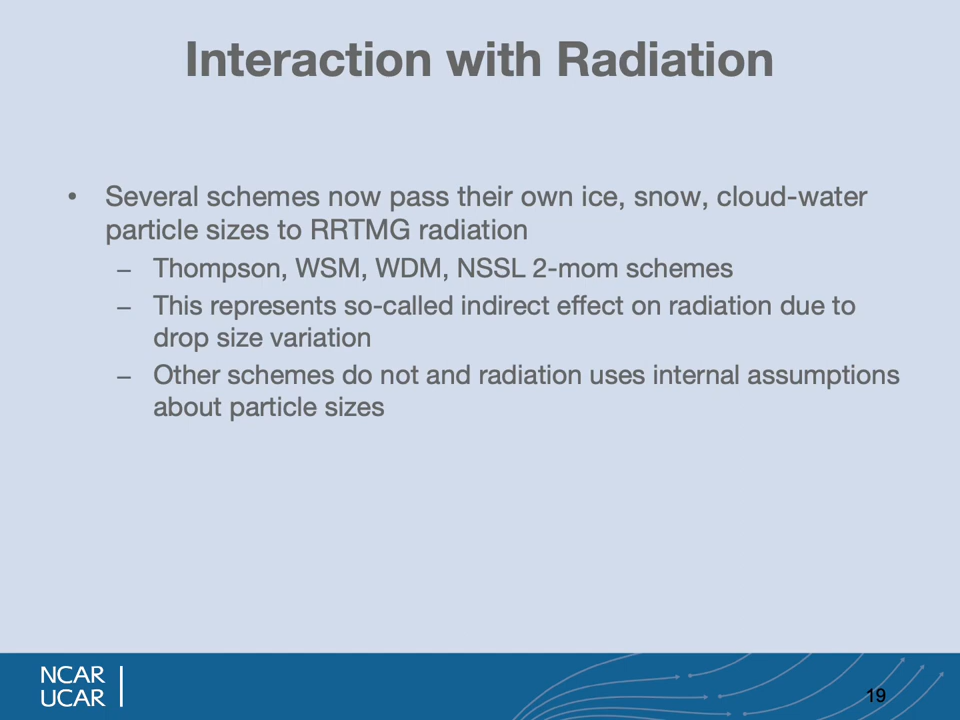 Interaction with Radiation
• Several schemes now pass their own ice, snow, cloud-water
particle sizes to RRTMG radiation
– Thompson, WSM, WDM, NSSL 2-mom schemes
– This represents so-called indirect effect on radiation due to
drop size variation
– Other schemes do not and radiation uses internal assumptions
about particle sizes
NCAR
UCAR
19